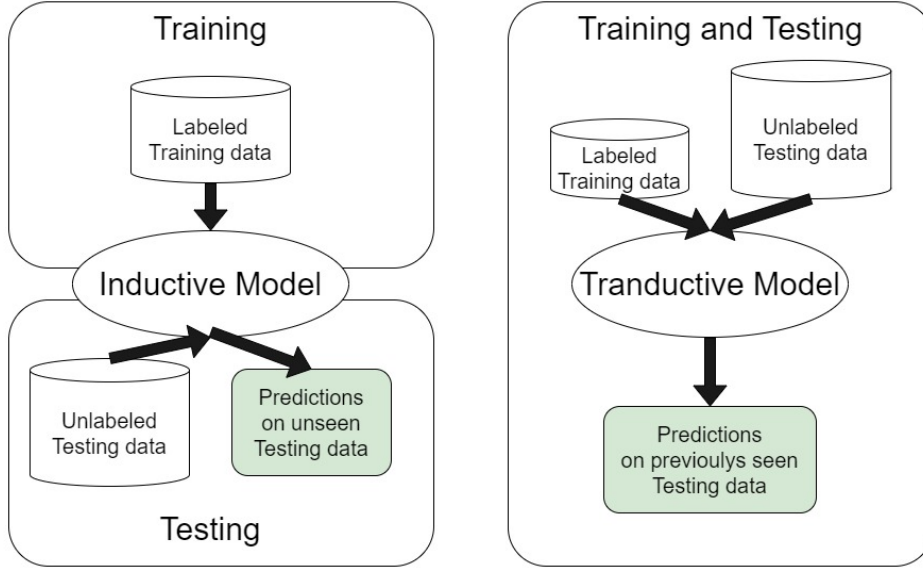 Training
Labeled
Training data
Inductive Model
Unlabeled
Testing data
Predictions
on unseen
Testing data
Testing
Training and Testing
Labeled
Training data
Unlabeled
Testing data
Tranductive Model
Predictions
on previoulys seen
Testing data